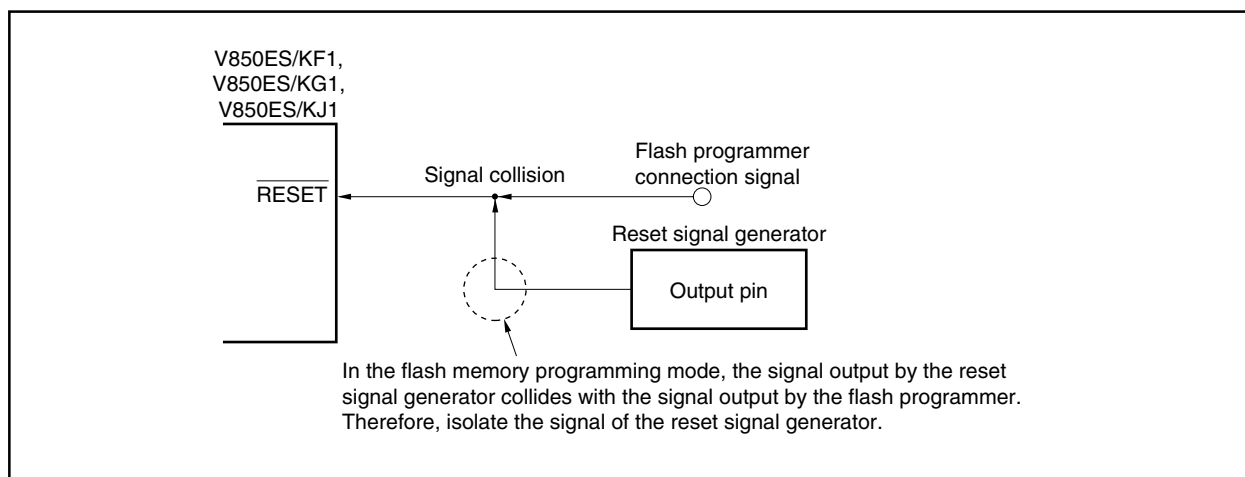 V850ES/KF1,
V850ES/KG1,
V850ES/KJ1
Flash programmer
connection signal
Signal collision
RESET
Reset signal generator
Output pin
In the flash memory programming mode, the signal output by the reset
signal generator collides with the signal output by the flash programmer.
Therefore, isolate the signal of the reset signal generator.